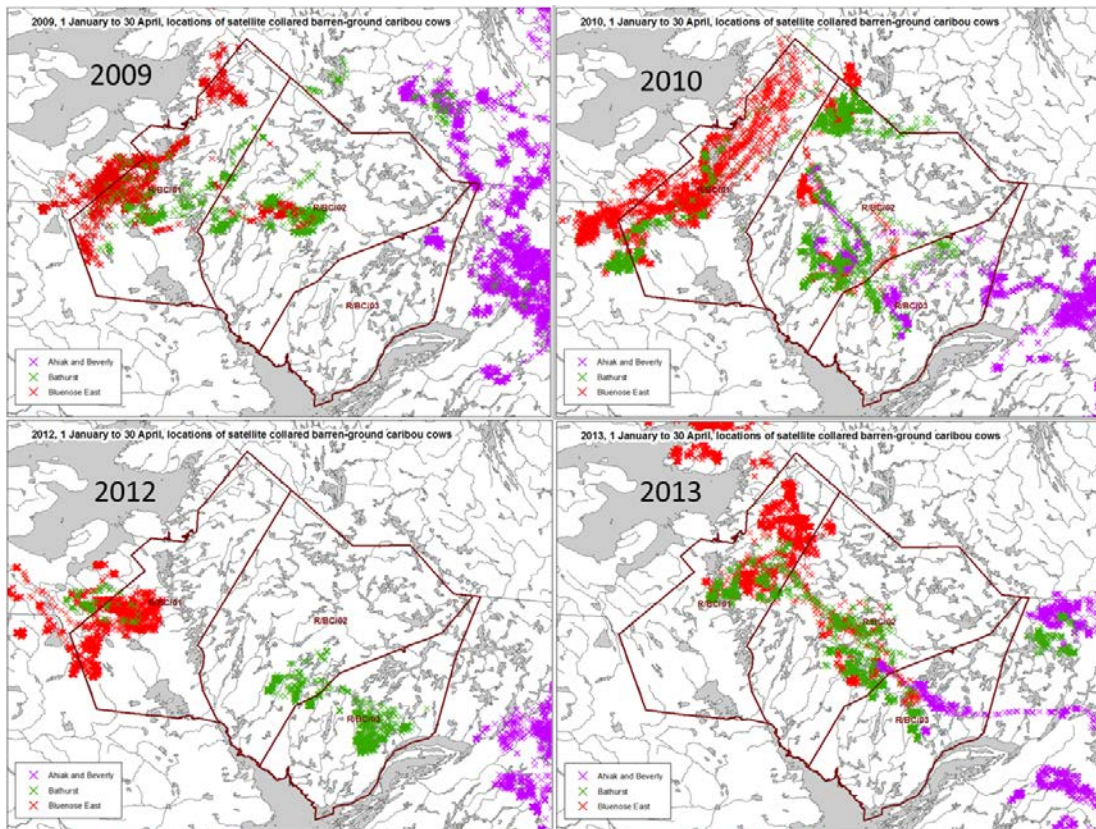 2009, 1 January to 30 April, locations of satellite collared barren-ground caribou cows
2009
R/BC/01
R/BC/02
R/BC/03
Ahiak and Beverly
Bathurst
Bluenose East
2010, 1 January to 30 April, locations of satellite collared barren-ground caribou cows
2010
R/BC/01
R/BC/02
R/BC/03
Ahiak and Beverly
Bathurst
Bluenose East
2012, 1 January to 30 April, locations of satellite collared barren-ground caribou cows
2012
R/BC/01
R/BC/02
R/BC/03
Ahiak and Beverly
Bathurst
Bluenose East
2013, 1 January to 30 April, locations of satellite collared barren-ground caribou cows
2013
R/BC/01
R/BC/02
R/BC/03
Ahiak and Beverly
Bathurst
Bluenose East